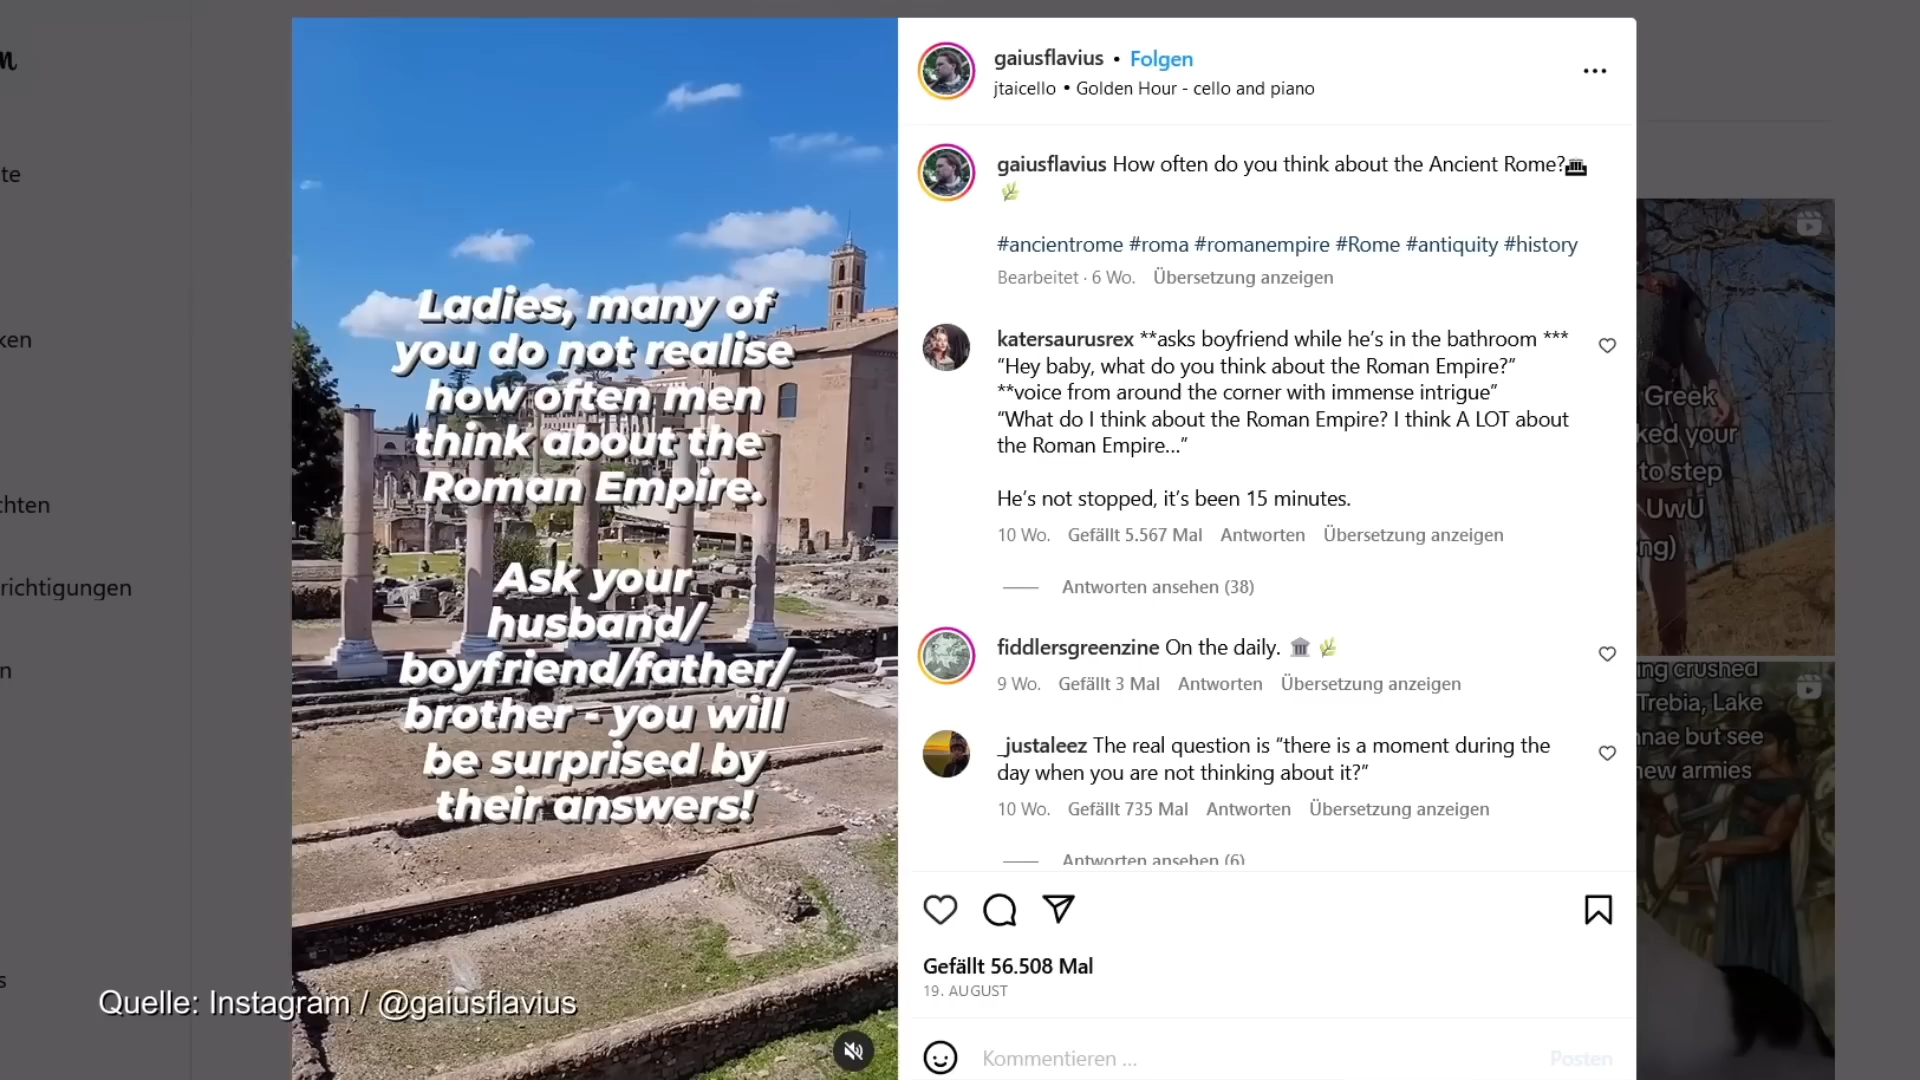 n
te
ken
chten
richtigungen
n
s
Ladies, many of
you do not realise
how often men
think about the
Roman Empire.
Ask your
husband/
boyfriend/father/
brother - you will
be surprised by
their answers!
Quelle: Instagram / @gaiusflavius
gaiusflavius • Folgen
jtaicello • Golden Hour - cello and piano
gaiusflavius How often do you think about the Ancient Rome?🏛
🌿
#ancientrome #roma #romanempire #Rome #antiquity #history
Bearbeitet · 6 Wo. Übersetzung anzeigen
katersaurusrex **asks boyfriend while he’s in the bathroom ***
“Hey baby, what do you think about the Roman Empire?”
**voice from around the corner with immense intrigue”
“What do I think about the Roman Empire? I think A LOT about
the Roman Empire…”
He’s not stopped, it’s been 15 minutes.
10 Wo. Gefällt 5.567 Mal Antworten Übersetzung anzeigen
Antworten ansehen (38)
fiddlersgreenzine On the daily. 🏛️ 🌿
9 Wo. Gefällt 3 Mal Antworten Übersetzung anzeigen
_justaleez The real question is “there is a moment during the
day when you are not thinking about it?”
10 Wo. Gefällt 735 Mal Antworten Übersetzung anzeigen
Antworten ansehen (6)
Gefällt 56.508 Mal
19. AUGUST
Kommentieren ...
Posten
Greek
ked your
to step
UwU
ng)
ing crushed
Trebia, Lake
nnae but see
new armies